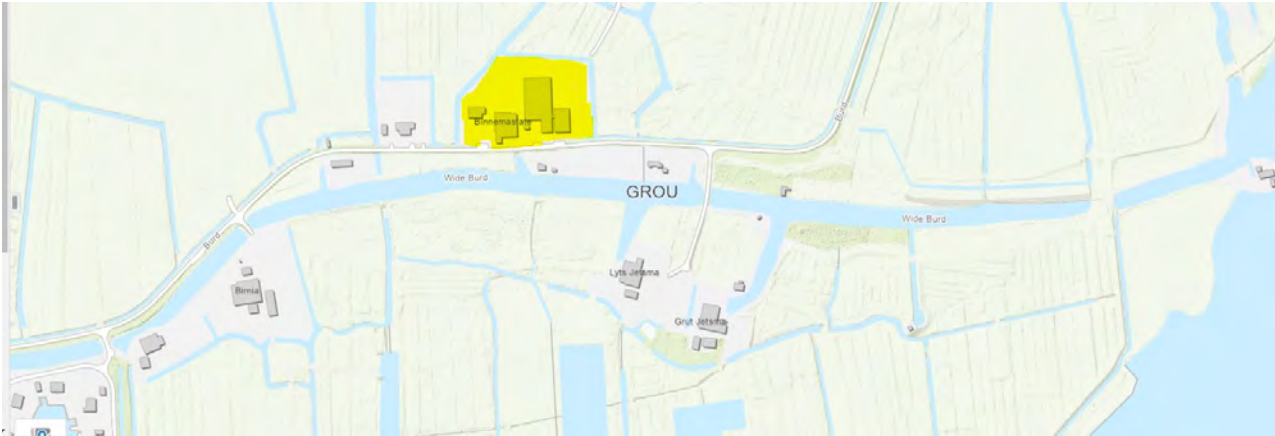 Burd
Binnemastate
Wide Burd
GROU
Wide Burd
Burd
Lyts Jetsma
Birnia
Grut Jetsma